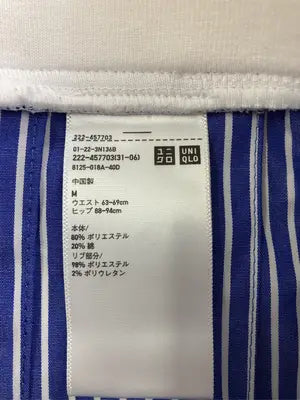 222-457703
01-22-3N136B
222-457703(31-06)
8125-018A-40D
ユニクロ
UNIQLO
中国製
M
ウエスト 63-69cm
ヒップ 88-94cm
本体/
80% ポリエステル
20% 綿
リブ部分/
98% ポリエステル
2% ポリウレタン